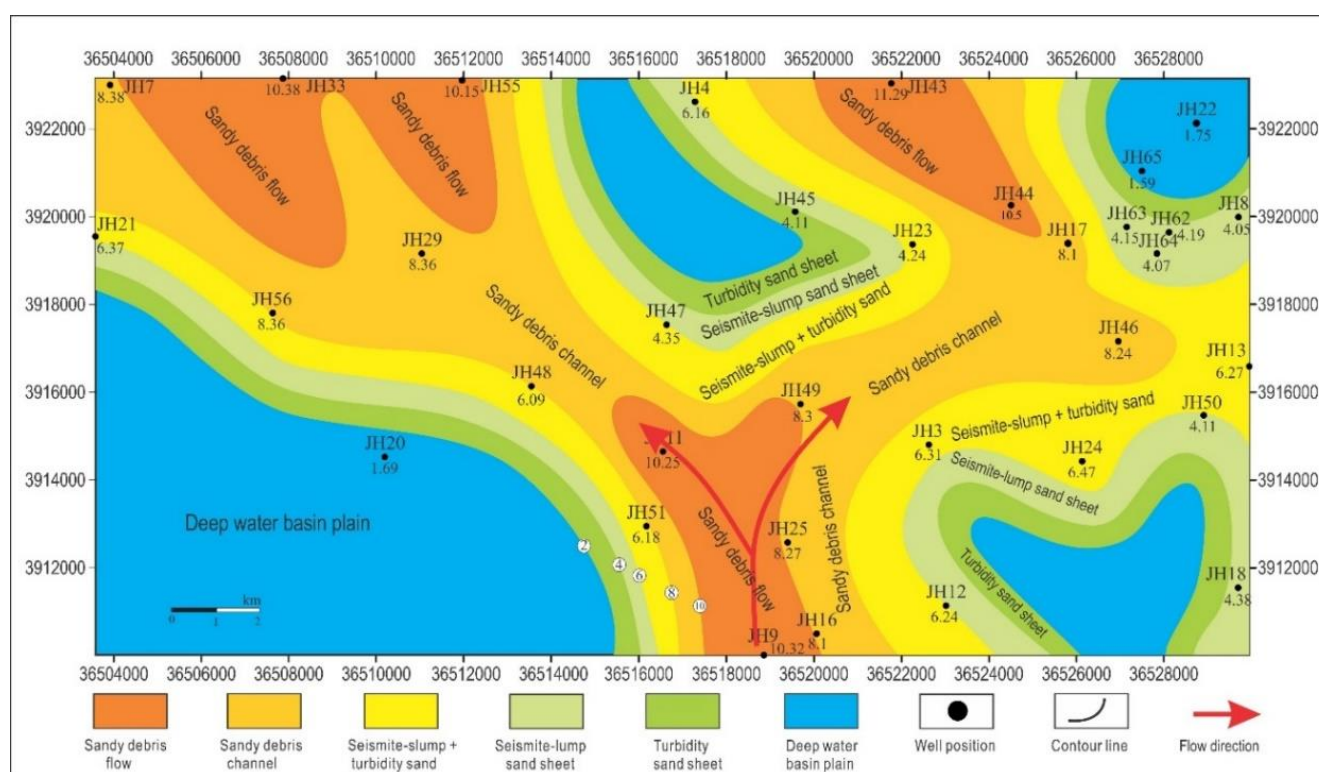 36504000 36506000 36508000 36510000 36512000 36514000 36516000 36518000 36520000 36522000 36524000 36526000 36528000
JH7
8.38
10.38
JH33
10.15
JH55
JH4
6.16
11.29
JH43
JH22
1.75
3922000
3922000
Sandy debris flow
Sandy debris flow
Sandy debris flow
JH65
1.59
JH44
10.5
JH45
4.11
JH63
4.15
JH62
4.19
JH8
4.05
JH64
4.07
3920000
3920000
JH21
6.37
JH29
8.36
JH23
4.24
JH17
8.1
Turbidity sand sheet
Seismite-slump sand sheet
Seismite-slump + turbidity sand
3918000
3918000
JH56
8.36
JH47
4.35
Sandy debris channel
Sandy debris channel
JH46
8.24
JH13
6.27
3916000
3916000
JH48
6.09
JH49
8.3
JH50
4.11
Seismite-slump + turbidity sand
JH3
6.31
JH20
1.69
11
10.25
JH24
6.47
Seismite-lump sand sheet
3914000
3914000
Deep water basin plain
JH51
6.18
Sandy debris flow
JH25
8.27
Sandy debris channel
Turbidity sand sheet
2
4
6
8
10
3912000
3912000
JH12
6.24
JH18
4.38
km
0 1 2
JH9
10.32
JH16
8.1
36504000 36506000 36508000 36510000 36512000 36514000 36516000 36518000 36520000 36522000 36524000 36526000 36528000
Sandy debris
flow
Sandy debris
channel
Seismite-slump +
turbidity sand
Seismite-lump
sand sheet
Turbidity
sand sheet
Deep water
basin plain
Well position
Contour line
Flow direction